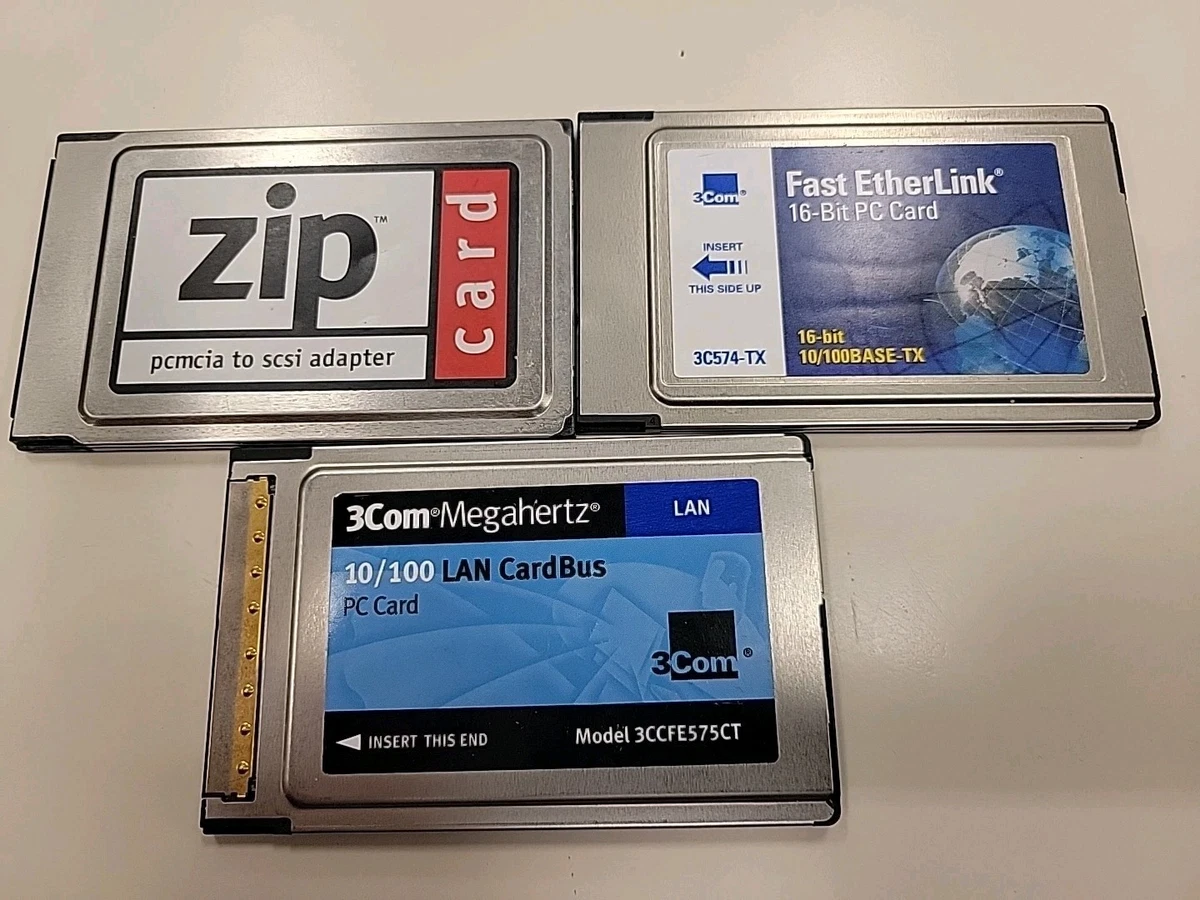 zip™
card
pcmcia to scsi adapter
3Com®
INSERT
THIS SIDE UP
3C574-TX
Fast EtherLink®
16-Bit PC Card
16-bit
10/100BASE-TX
3Com®Megahertz®
LAN
10/100 LAN CardBus
PC Card
3Com®
INSERT THIS END
Model 3CCFE575CT